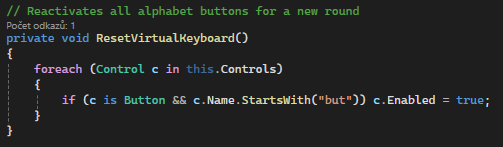 // Reactivates all alphabet buttons for a new round
Počet odkazů: 1
private void ResetVirtualKeyboard()
{
    foreach (Control c in this.Controls)
    {
        if (c is Button && c.Name.StartsWith("but")) c.Enabled = true;
    }
}